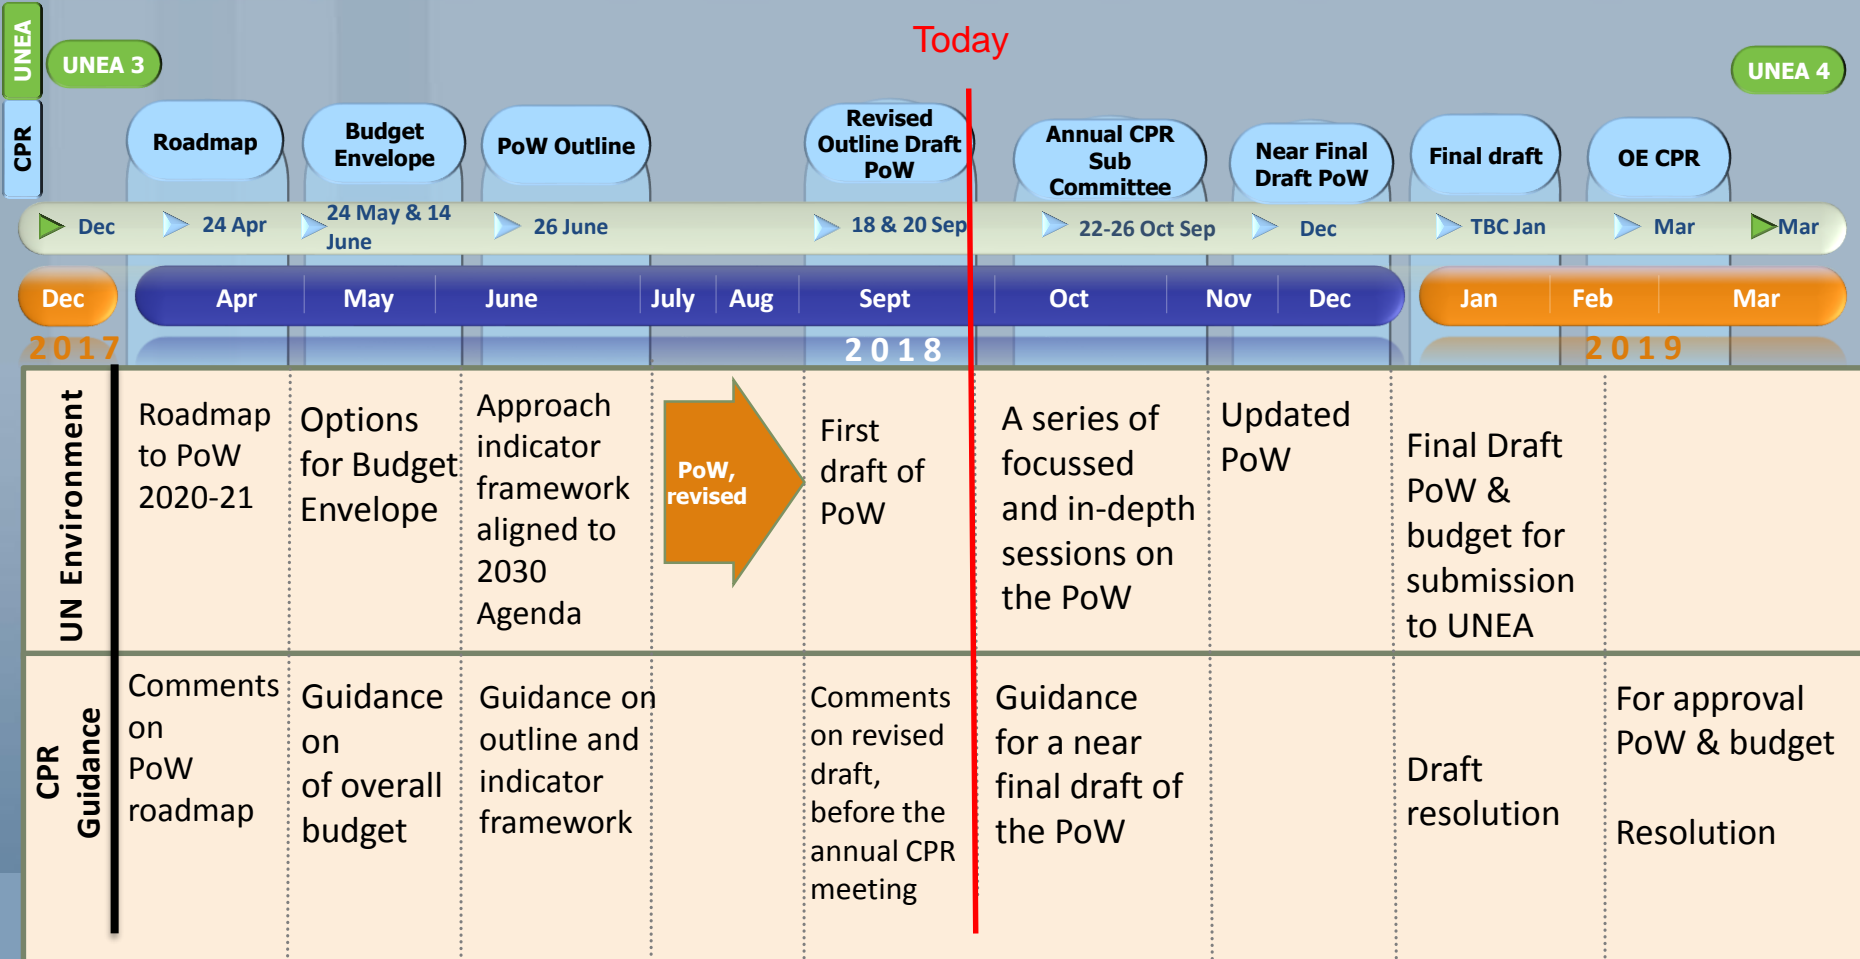 UNEA
UNEA 3
Today
UNEA 4
CPR
Roadmap
Budget
Envelope
PoW Outline
Revised
Outline Draft
PoW
Annual CPR
Sub
Committee
Near Final
Draft PoW
Final draft
OE CPR
Dec
24 Apr
24 May & 14
June
26 June
18 & 20 Sep
22-26 Oct Sep
Dec
TBC Jan
Mar
Mar
Dec
Apr
May
June
July
Aug
Sept
Oct
Nov
Dec
Jan
Feb
Mar
2017
2018
2019
UN Environment
Roadmap
to PoW
2020-21
Options
for Budget
Envelope
Approach
indicator
framework
aligned to
2030
Agenda
PoW,
revised
First
draft of
PoW
A series of
focussed
and in-depth
sessions on
the PoW
Updated
PoW
Final Draft
PoW &
budget for
submission
to UNEA
CPR
Guidance
Comments
on
PoW
roadmap
Guidance
on
of overall
budget
Guidance on
outline and
indicator
framework
Comments
on revised
draft,
before the
annual CPR
meeting
Guidance
for a near
final draft of
the PoW
Draft
resolution
For approval
PoW & budget
Resolution